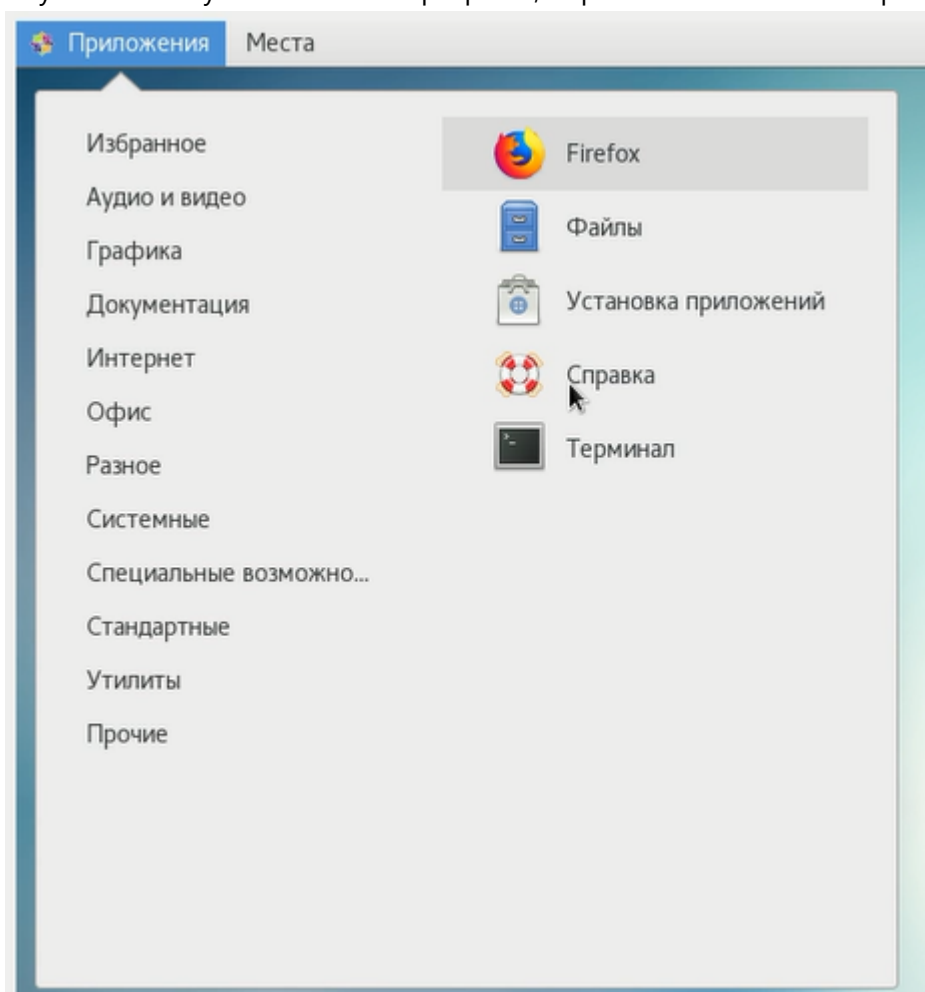 Приложения Места
Избранное
Аудио и видео
Графика
Документация
Интернет
Офис
Разное
Системные
Специальные возможно...
Стандартные
Утилиты
Прочие
Firefox
Файлы
Установка приложений
Справка
Терминал